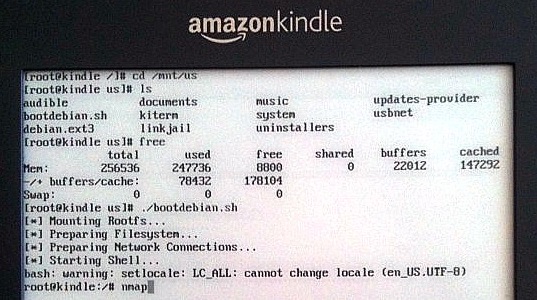 amazonkindle
[root@kindle /]# cd /mnt/us
[root@kindle us]# ls
audible documents music updates-provider
bootdebian.sh kiterm system usbnet
debian.ext3 linkjail uninstallers
[root@kindle us]# free
total used free shared buffers cached
Mem: 256536 247736 8800 0 22012 147292
-/+ buffers/cache: 78432 178104
Swap: 0 0 0
[root@kindle us]# ./bootdebian.sh
[*] Mounting Rootfs...
[*] Preparing Filesystem...
[*] Preparing Network Connections...
[*] Starting Shell...
bash: warning: setlocale: LC_ALL: cannot change locale (en_US.UTF-8)
root@kindle:/# nmap